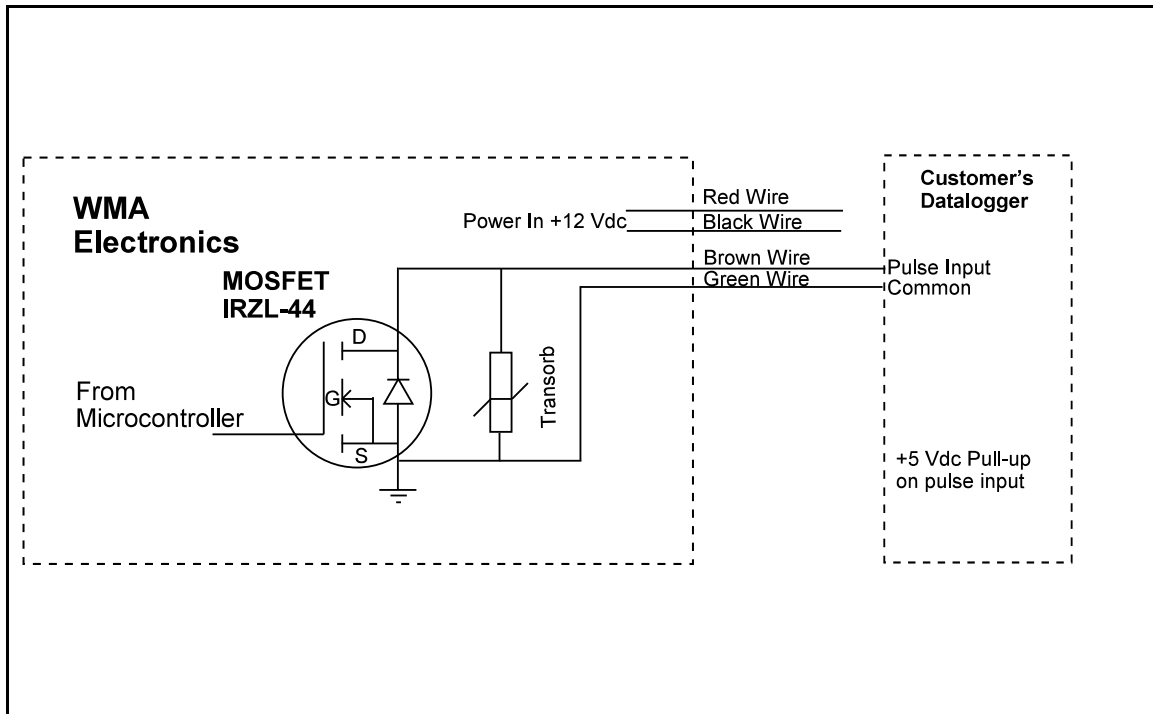 WMA
Electronics
MOSFET
IRZL-44
D
G
S
From
Microcontroller
Transorb
Power In +12 Vdc
Red Wire
Black Wire
Brown Wire
Green Wire
Customer's
Datalogger
Pulse Input
Common
+5 Vdc Pull-up
on pulse input